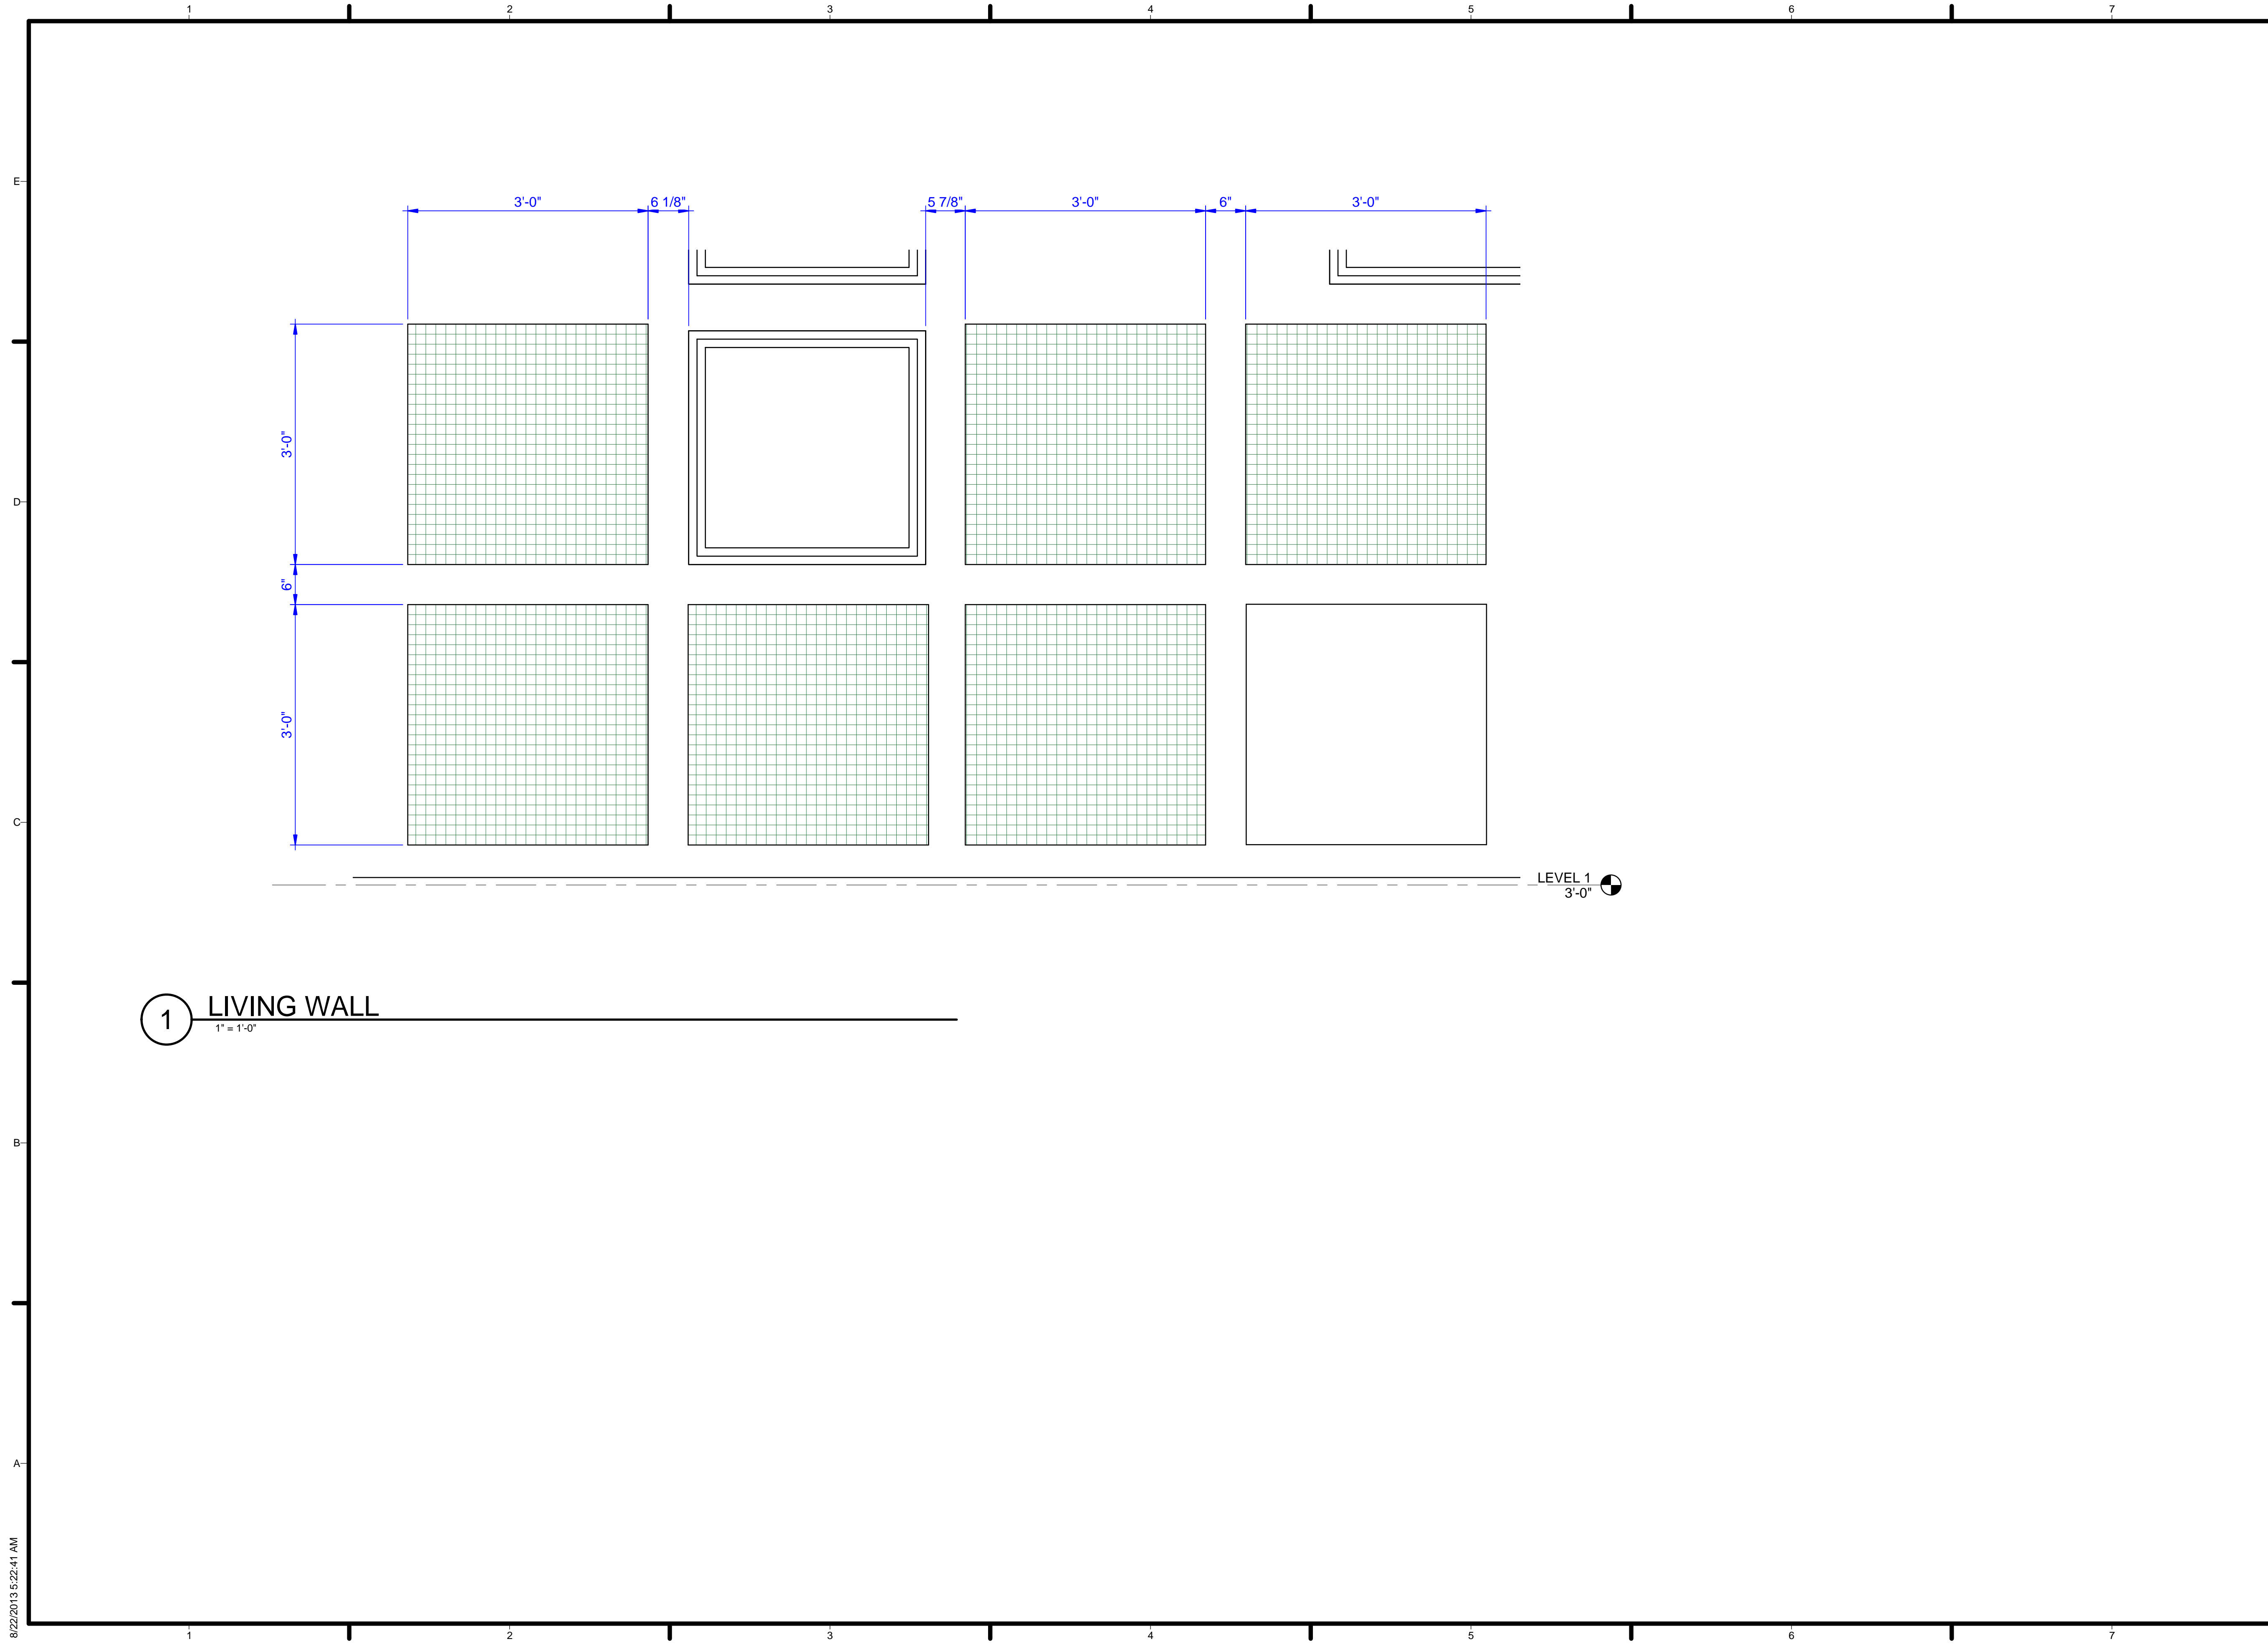 1 2 3 4 5 6 7
E
3'-0" 6 1/8" 5 7/8" 3'-0" 6" 3'-0"
3'-0"
D
6"
3'-0"
C
LEVEL 1
3'-0"
1 LIVING WALL
1" = 1'-0"
B
A
8/22/2013 5:22:41 AM
1 2 3 4 5 6 7